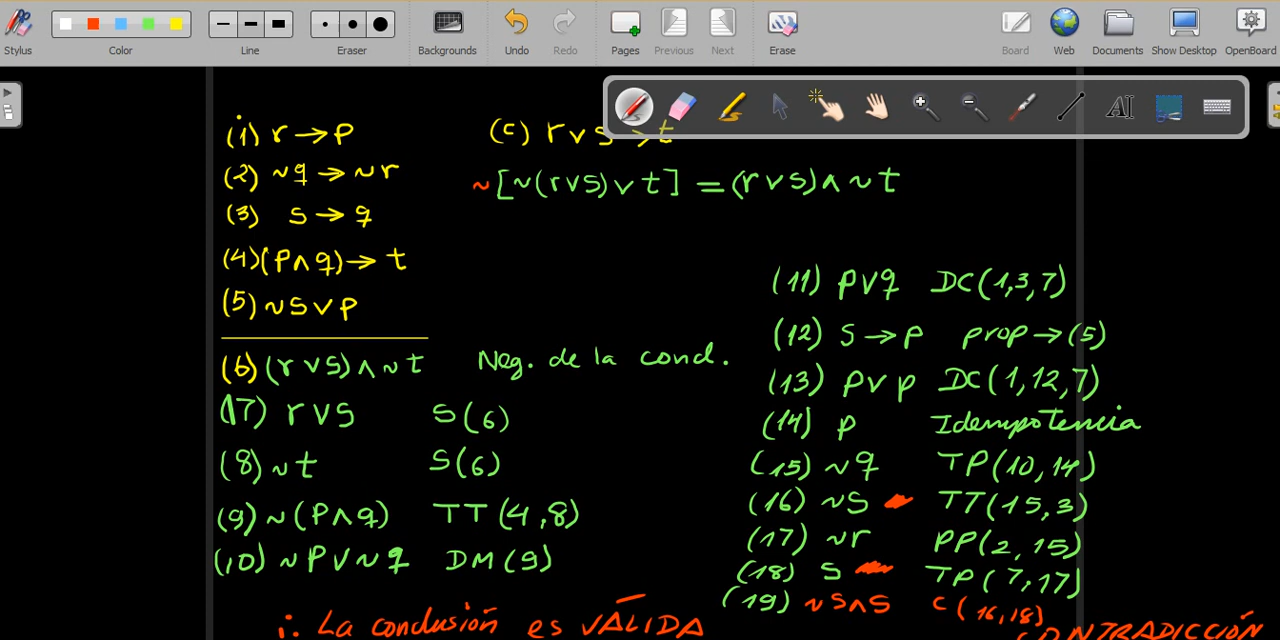 Stylus Color Line Eraser Backgrounds Undo Redo Pages Previous Next Erase Board Web Documents Show Desktop OpenBoard
(1) r → p
(2) ~q → ~r
(3) s → q
(4) (p ∧ q) → t
(5) ~s ∨ p
(c) r ∨ s → t
~[~(r ∨ s) ∨ t] = (r ∨ s) ∧ ~t
(6) (r ∨ s) ∧ ~t Neg. de la cond.
(7) r ∨ s S(6)
(8) ~t S(6)
(9) ~(p ∧ q) TT(4,8)
(10) ~p ∨ ~q DM(9)
(11) p ∨ q DC(1,3,7)
(12) s → p prop → (5)
(13) p ∨ p DC(1,12,7)
(14) p Idempotencia
(15) ~q TP(10,14)
(16) ~s TT(15,3)
(17) ~r PP(2,15)
(18) s TP(7,17)
(19) ~s ∧ s C(16,18)
∴ La conclusión es VÁLIDA
CONTRADICCIÓN